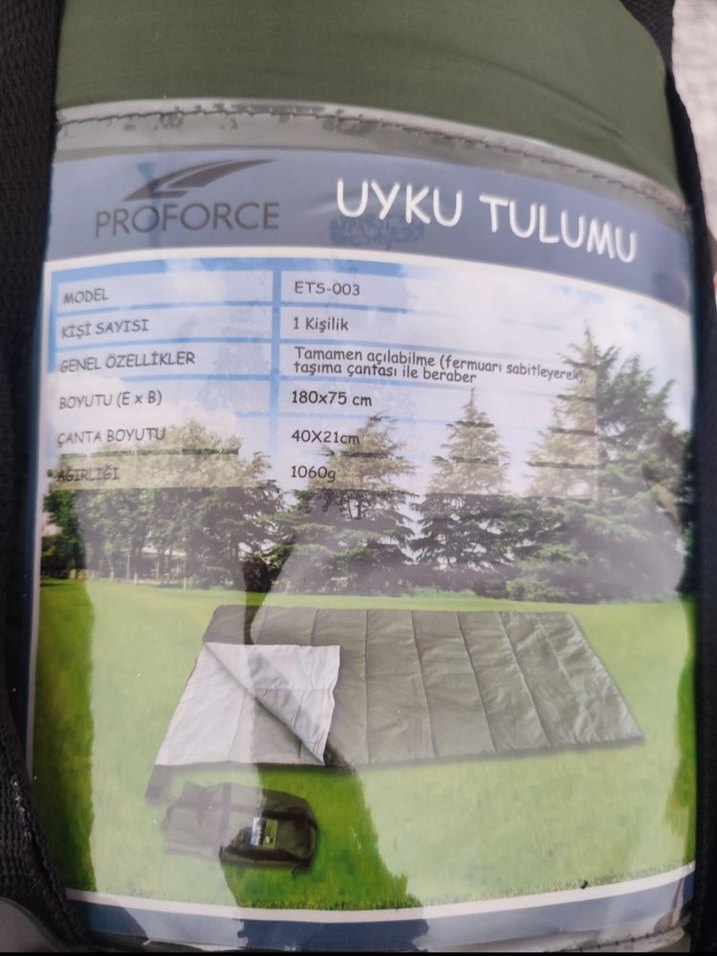 PROFORCE
UYKU TULUMU
MODEL ETS-003
KİŞİ SAYISI 1 Kişilik
GENEL ÖZELLİKLER Tamamen açılabilme (fermuarı sabitleyerek),
taşıma çantası ile beraber
BOYUTU (E x B) 180x75 cm
ÇANTA BOYUTU 40X21cm
AĞIRLIĞI 1060g